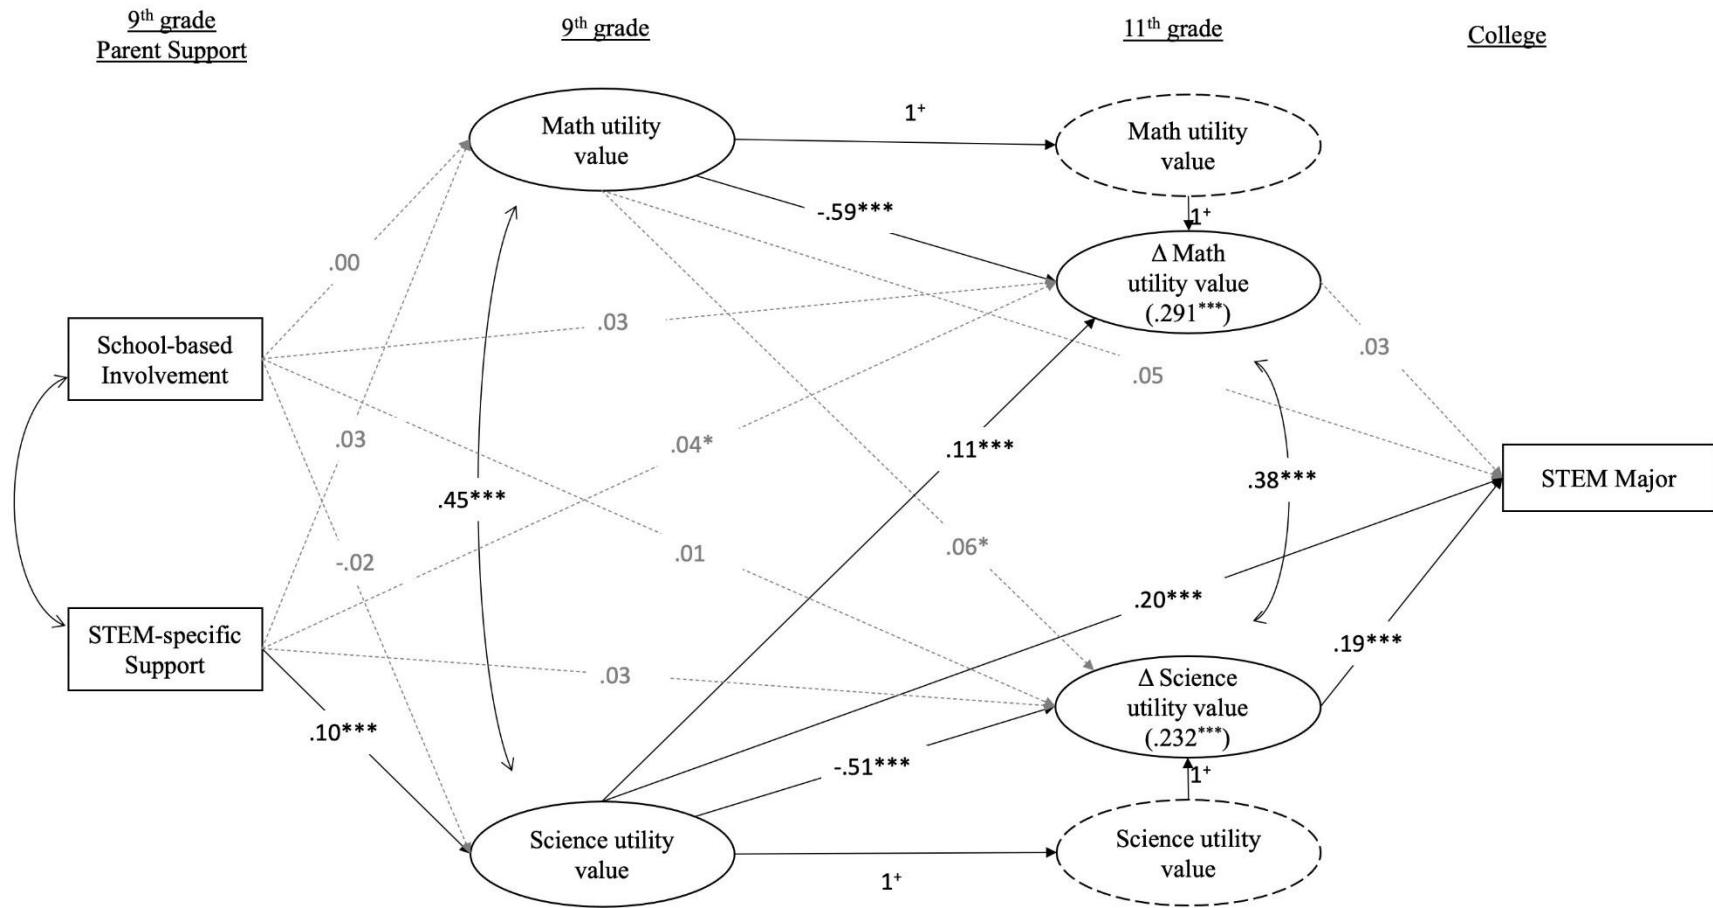 9th grade
Parent Support
9th grade
11th grade
College
Math utility
value
1+
Math utility
value
-.59***
1+
Δ Math
utility value
(.291***)
.00
.03
School-based
Involvement
.03
.05
.03
.04*
.11***
.45***
.38***
STEM Major
-.02
.01
.06*
.20***
STEM-specific
Support
.03
.19***
Δ Science
utility value
(.232***)
.10***
-.51***
1+
Science utility
value
1+
Science utility
value